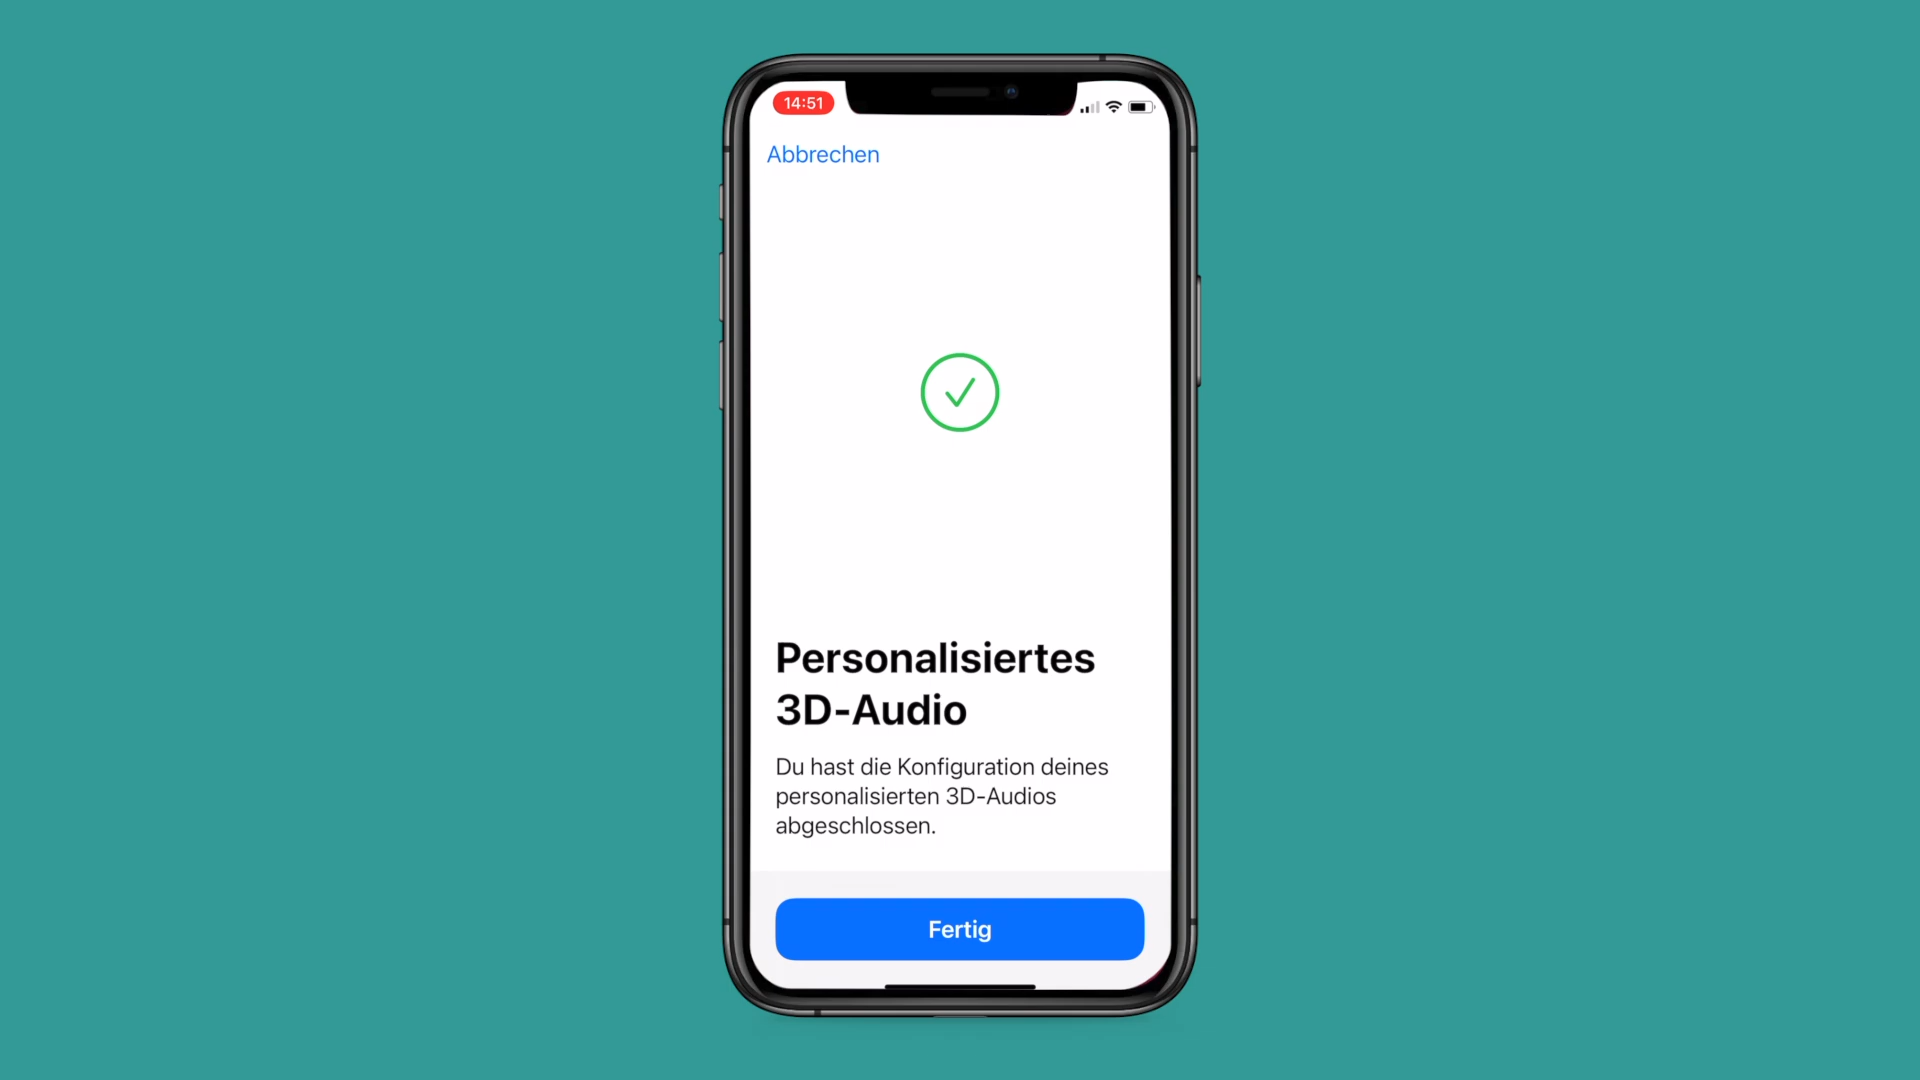 14:51
Abbrechen
Personalisiertes
3D-Audio
Du hast die Konfiguration deines
personalisierten 3D-Audios
abgeschlossen.
Fertig